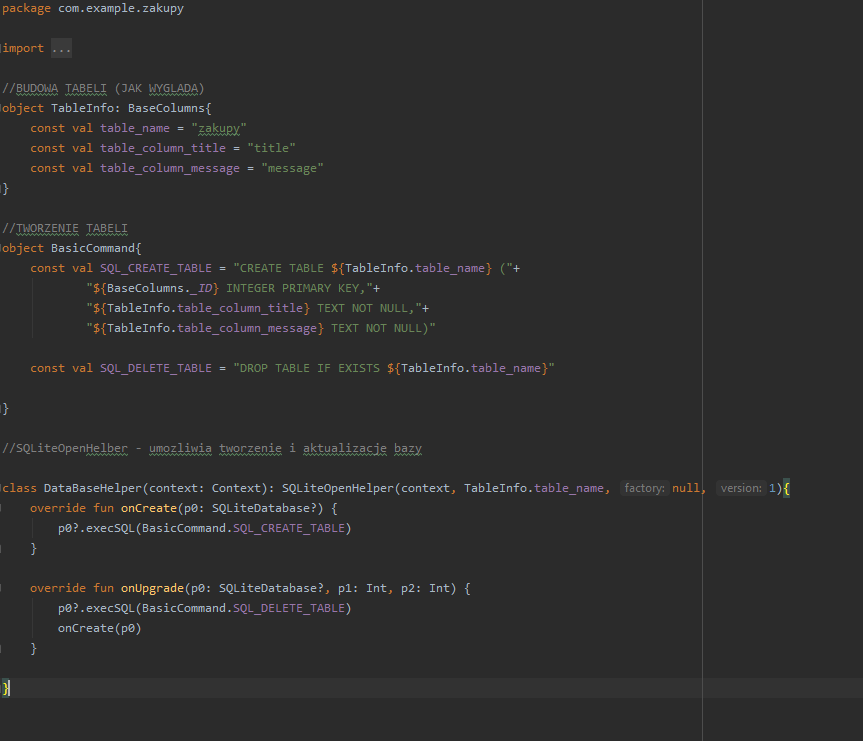 package com.example.zakupy
import ...
//BUDOWA TABELI (JAK WYGLADA)
object TableInfo: BaseColumns{
    const val table_name = "zakupy"
    const val table_column_title = "title"
    const val table_column_message = "message"
}
//TWORZENIE TABELI
object BasicCommand{
    const val SQL_CREATE_TABLE = "CREATE TABLE ${TableInfo.table_name} ("+
            "${BaseColumns._ID} INTEGER PRIMARY KEY,"+
            "${TableInfo.table_column_title} TEXT NOT NULL,"+
            "${TableInfo.table_column_message} TEXT NOT NULL)"
    const val SQL_DELETE_TABLE = "DROP TABLE IF EXISTS ${TableInfo.table_name}"
}
//SQLiteOpenHelber - umozliwia tworzenie i aktualizacje bazy
class DataBaseHelper(context: Context): SQLiteOpenHelper(context, TableInfo.table_name, factory: null, version: 1){
    override fun onCreate(p0: SQLiteDatabase?) {
        p0?.execSQL(BasicCommand.SQL_CREATE_TABLE)
    }
    override fun onUpgrade(p0: SQLiteDatabase?, p1: Int, p2: Int) {
        p0?.execSQL(BasicCommand.SQL_DELETE_TABLE)
        onCreate(p0)
    }
}